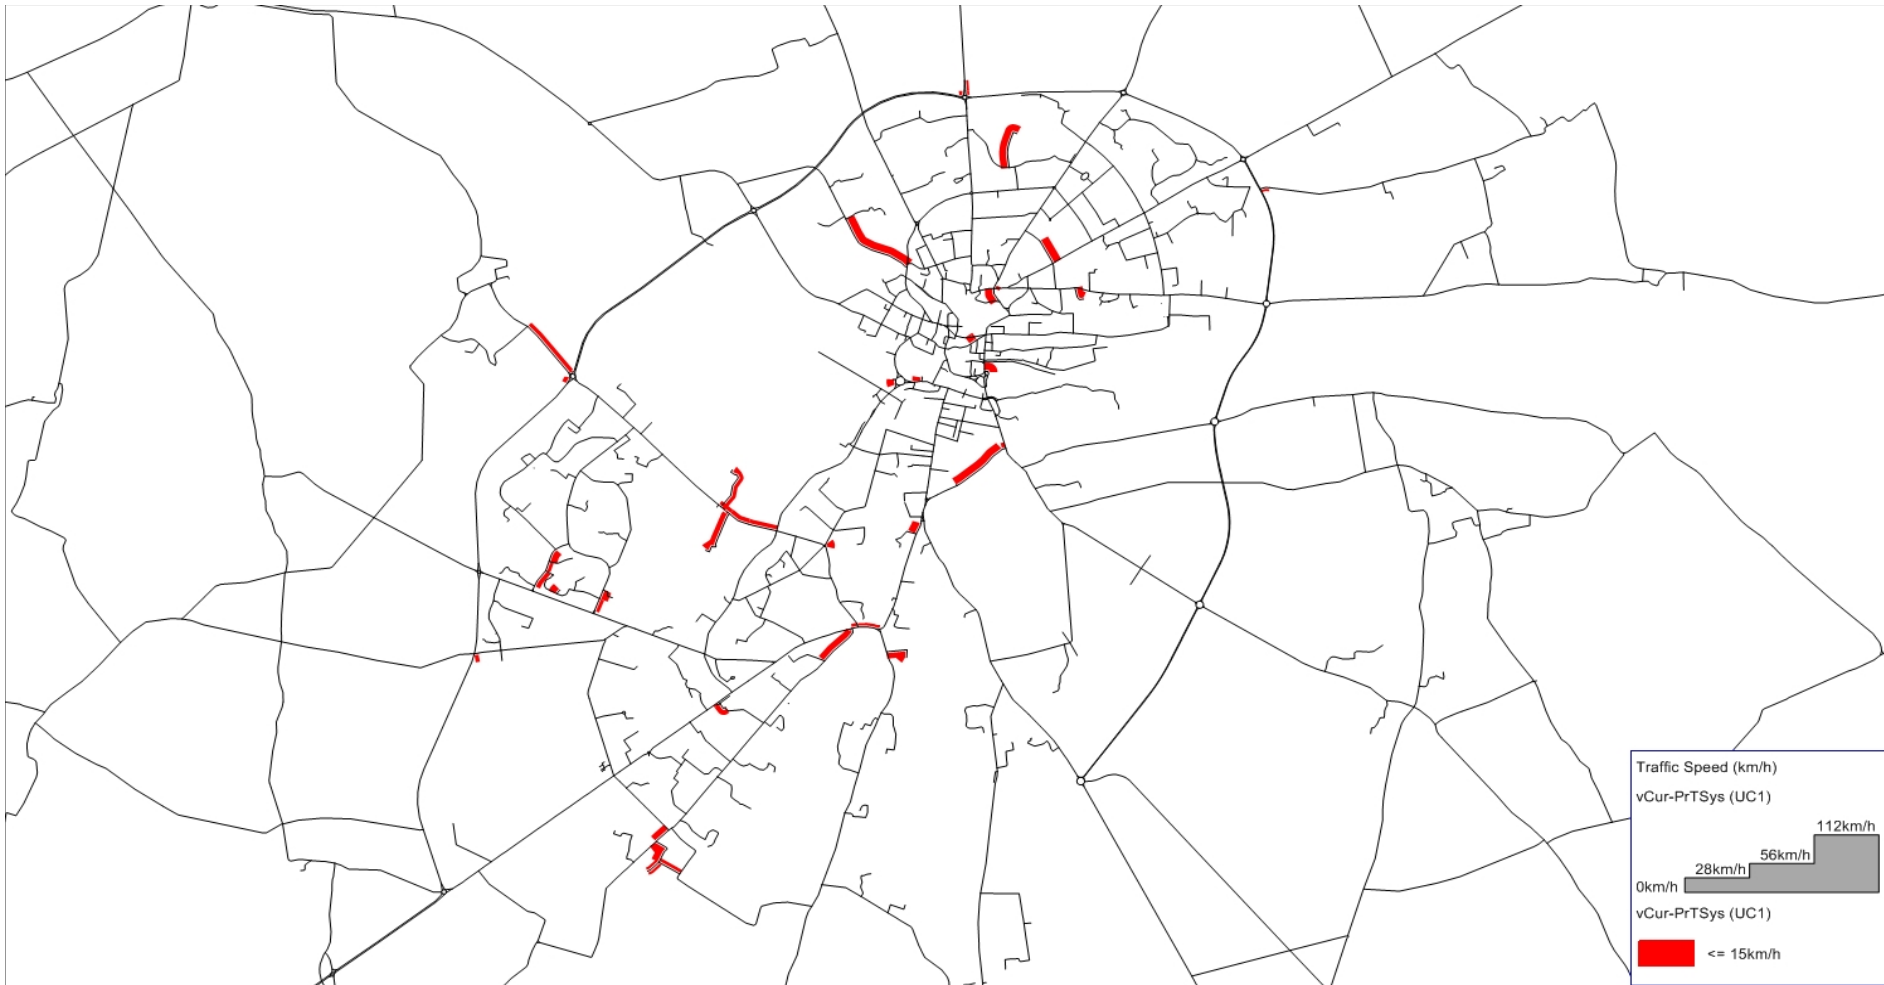 Traffic Speed (km/h)
vCur-PrTSys (UC1)
112km/h
56km/h
28km/h
0km/h
vCur-PrTSys (UC1)
<= 15km/h